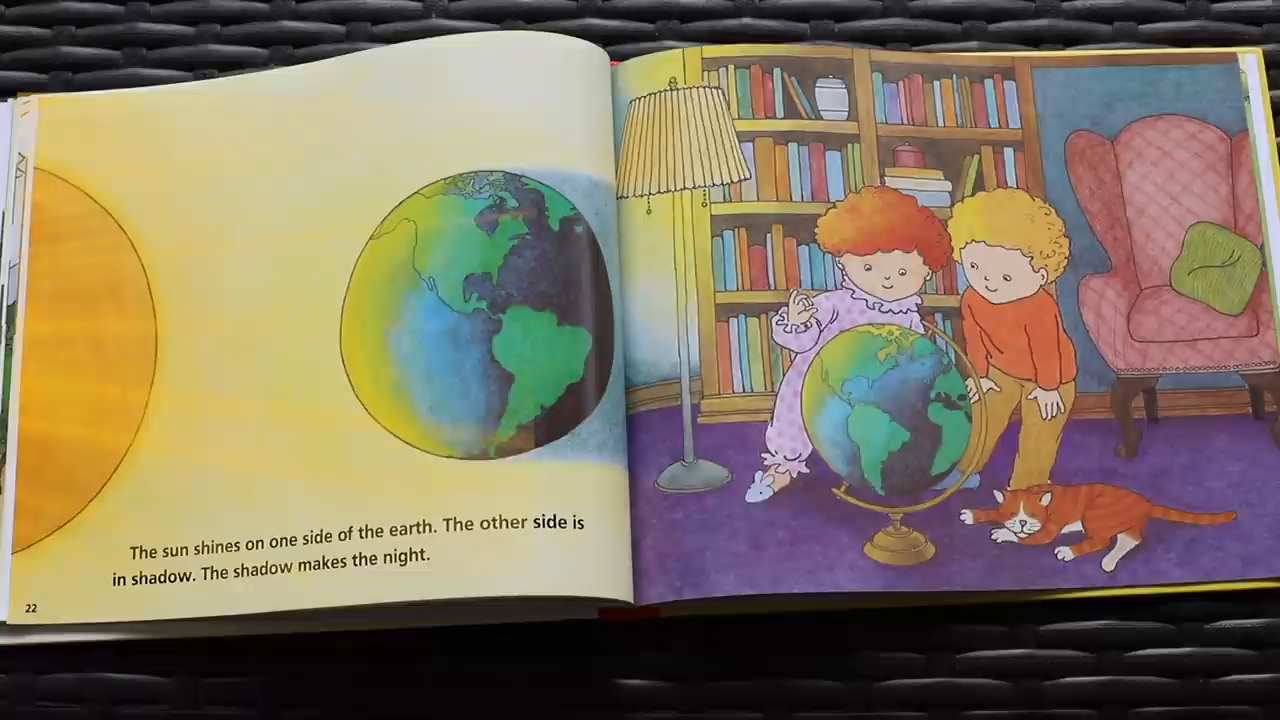 The sun shines on one side of the earth. The other side is
in shadow. The shadow makes the night.
22